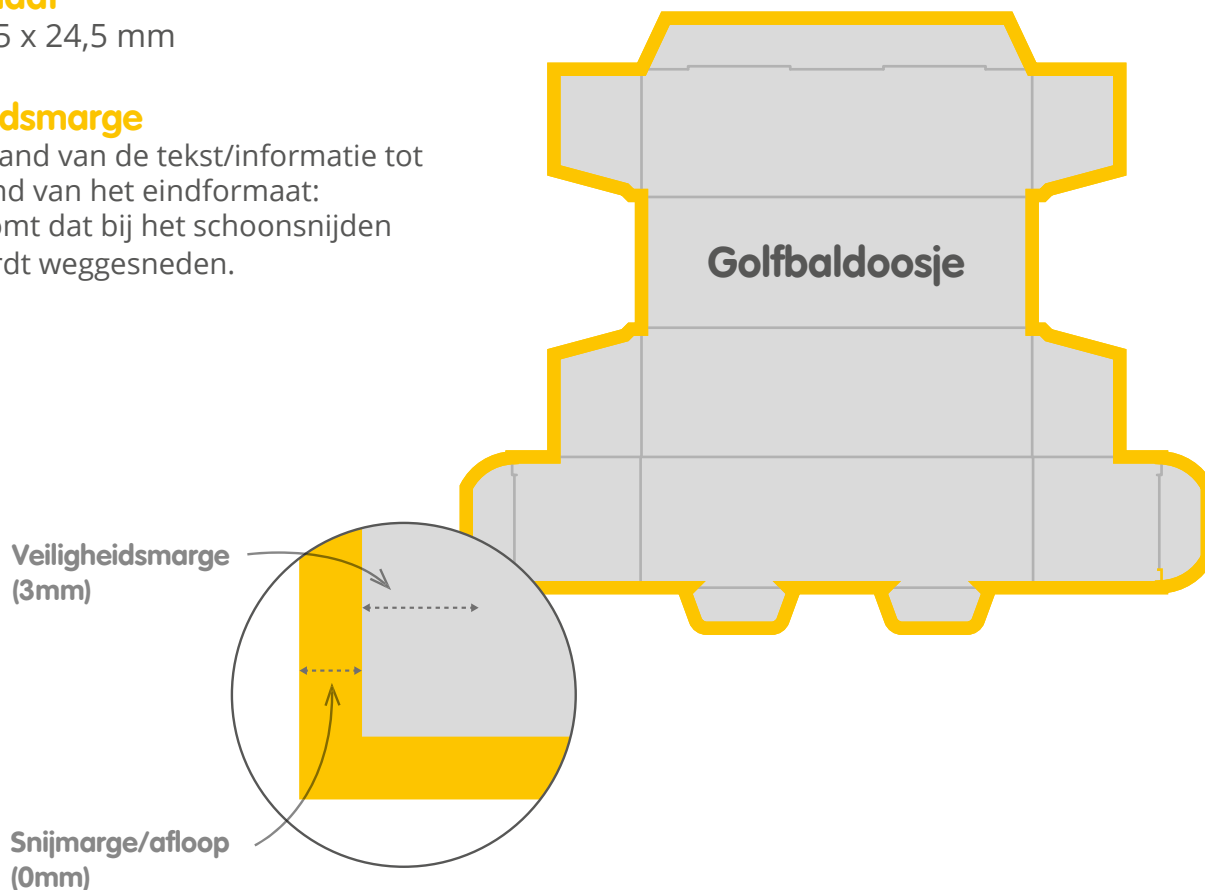 5 x 24,5 mm
dsmarge
and van de tekst/informatie tot
nd van het eindformaat:
omt dat bij het schoonsnijden
rdt weggesneden.
Golfbaldoosje
Veiligheidsmarge
(3mm)
Snijmarge/afloop
(0mm)